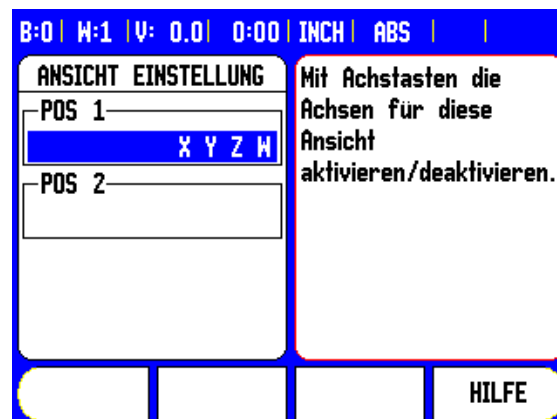 B:0 | W:1 | V: 0.0 | 0:00 | INCH | ABS | |
ANSICHT EINSTELLUNG
POS 1
X Y Z W
POS 2
Mit Achstasten die
Achsen für diese
Ansicht
aktivieren/deaktivieren.
HILFE